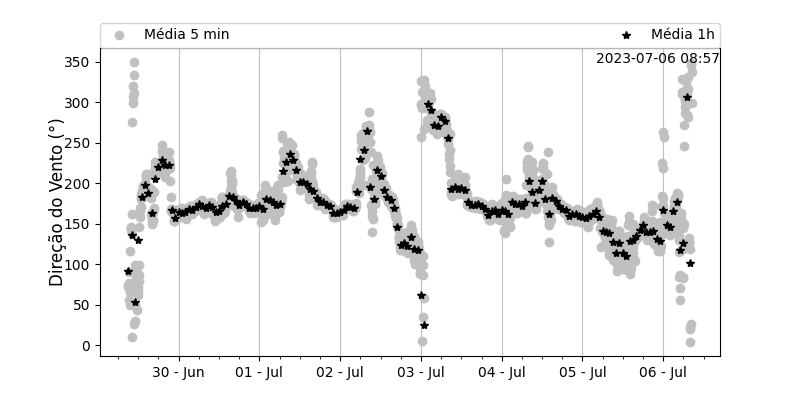 Média 5 min
Média 1h
2023-07-06 08:57
Direção do Vento (°)
350
300
250
200
150
100
50
0
30 - Jun
01 - Jul
02 - Jul
03 - Jul
04 - Jul
05 - Jul
06 - Jul